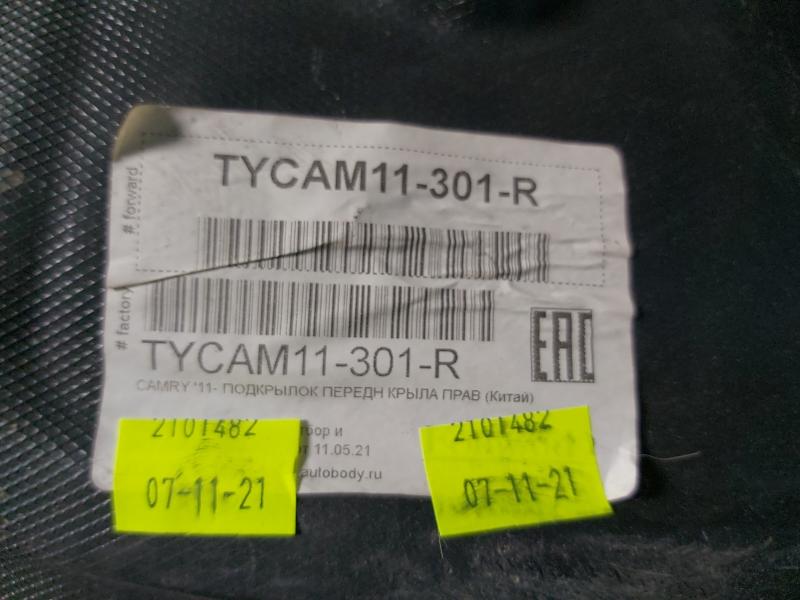 TYCAM11-301-R
# forward
# factory
TYCAM11-301-R
EAC
CAMRY '11- ПОДКРЫЛОК ПЕРЕДН КРЫЛА ПРАВ (Китай)
11.05.21
autobody.ru
2101482
07-11-21
2101482
07-11-21